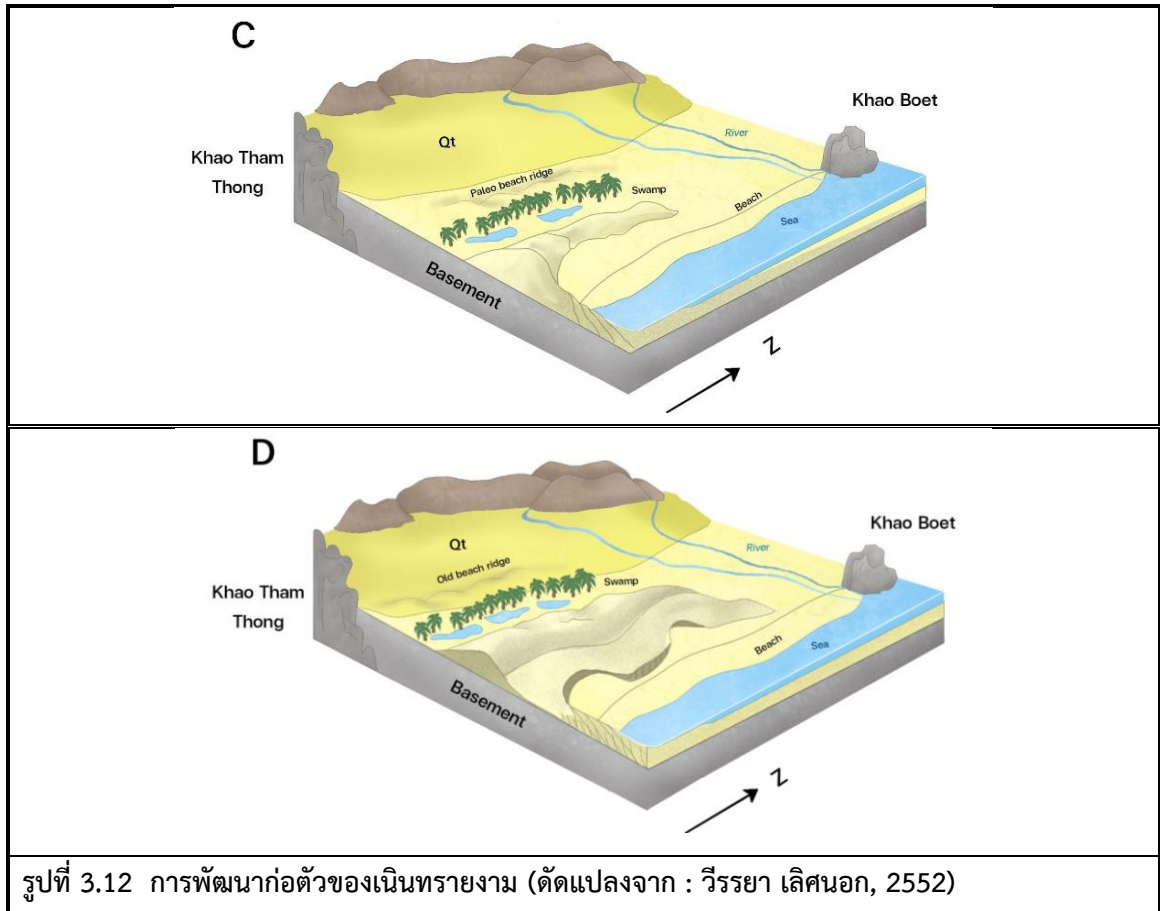 C
Khao Boet
River
Qt
Khao Tham
Thong
Paleo beach ridge
Swamp
Beach
Sea
Basement
N
D
Khao Boet
River
Qt
Old beach ridge
Swamp
Khao Tham
Thong
Beach
Sea
Basement
N
รูปที่ 3.12 การพัฒนาก่อตัวของเนินทรายงาม (ดัดแปลงจาก : วีรรยา เลิศนอก, 2552)